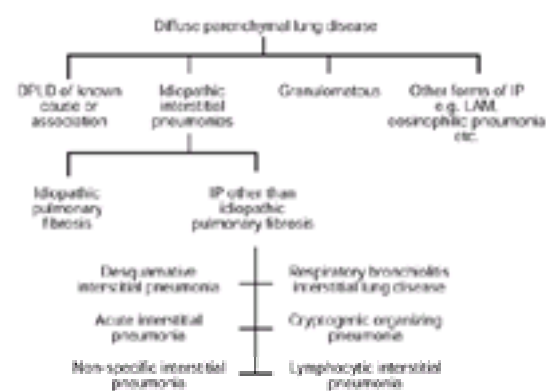 Diffuse parenchymal lung disease
DPLD of known
cause or
association
Idiopathic
interstitial
pneumonias
Granulomatous
Other forms of IP
e.g. LAM,
eosinophilic pneumonia
etc.
Idiopathic
pulmonary
fibrosis
IP other than
idiopathic
pulmonary fibrosis
Desquamative
interstitial pneumonia
Respiratory bronchiolitis
interstitial lung disease
Acute interstitial
pneumonia
Cryptogenic organizing
pneumonia
Non-specific interstitial
pneumonia
Lymphocytic interstitial
pneumonia